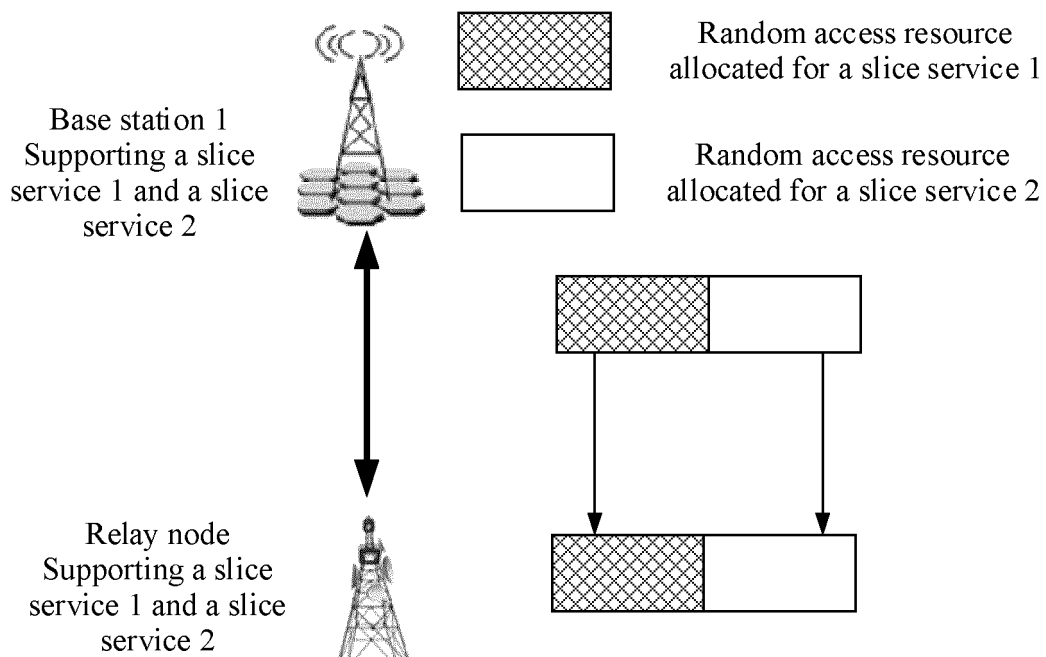 Random access resource
allocated for a slice service 1
Base station 1
Supporting a slice
service 1 and a slice
service 2
Random access resource
allocated for a slice service 2
Relay node
Supporting a slice
service 1 and a slice
service 2